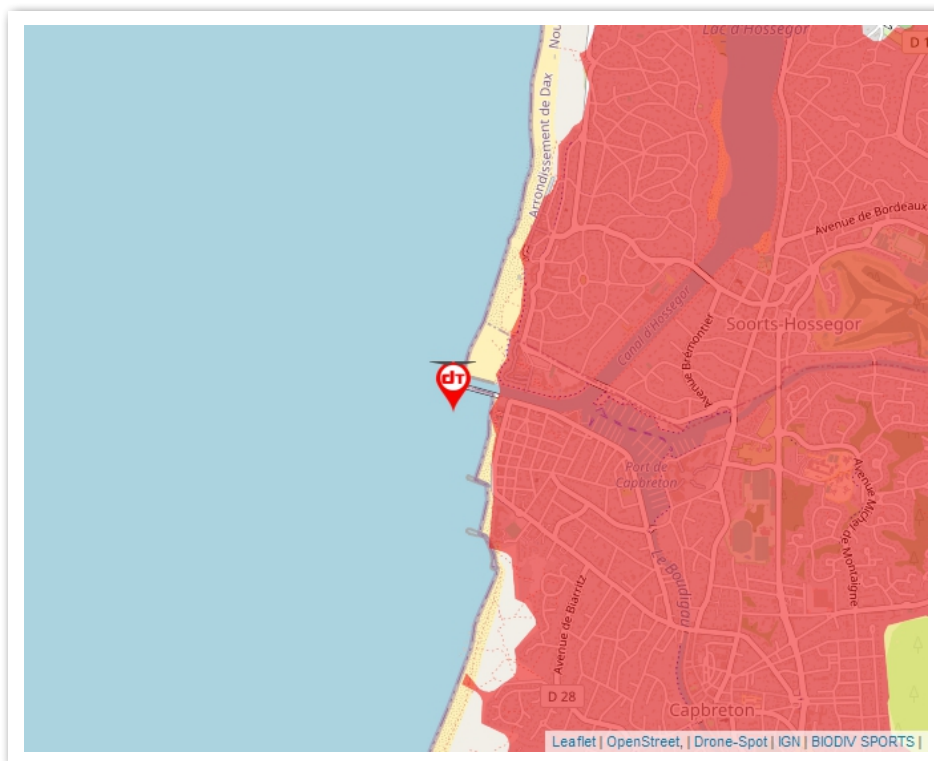 Lac d'Hossegor
D 1
Nou
Arrondissement de Dax -
Avenue de Bordeaux
Canal d'Hossegor
Soorts-Hossegor
Avenue Brémontier
dT
Port de
Capbreton
Avenue Michel de Montaigne
Le Boudigau
Avenue de Biarritz
D 28
Capbreton
Leaflet | OpenStreet, | Drone-Spot | IGN | BIODIV SPORTS |